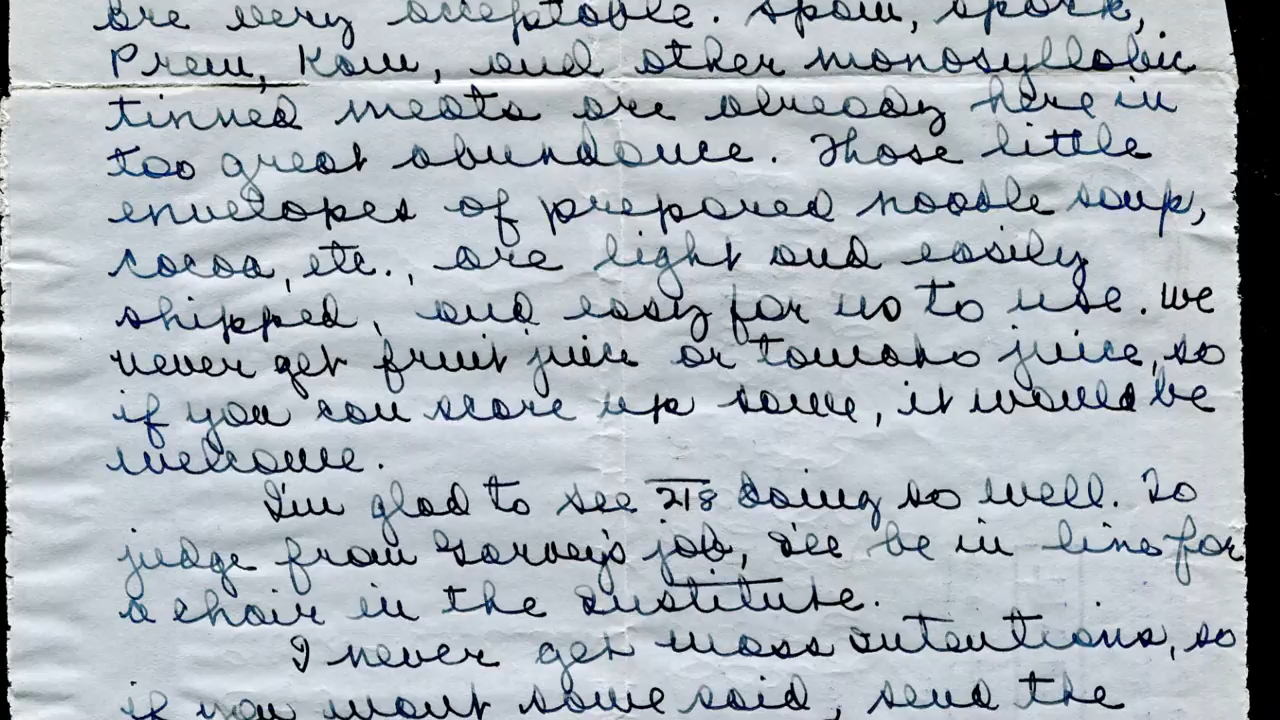 are very acceptable. Spam, Spork,
Prem, Kam, and other monosyllabic
tinned meats are already here in
too great abundance. Those little
envelopes of prepared noodle soup,
cocoa, etc., are light and easily
shipped, and easy for us to use. We
never get fruit juice or tomato juice, so
if you can scare up some, it would be
welcome.
I'm glad to see 218 doing so well. To
judge from Garvey's job, I'll be in line for
a chair in the Institute.
I never get mass intentions, so
if you want some said, send the